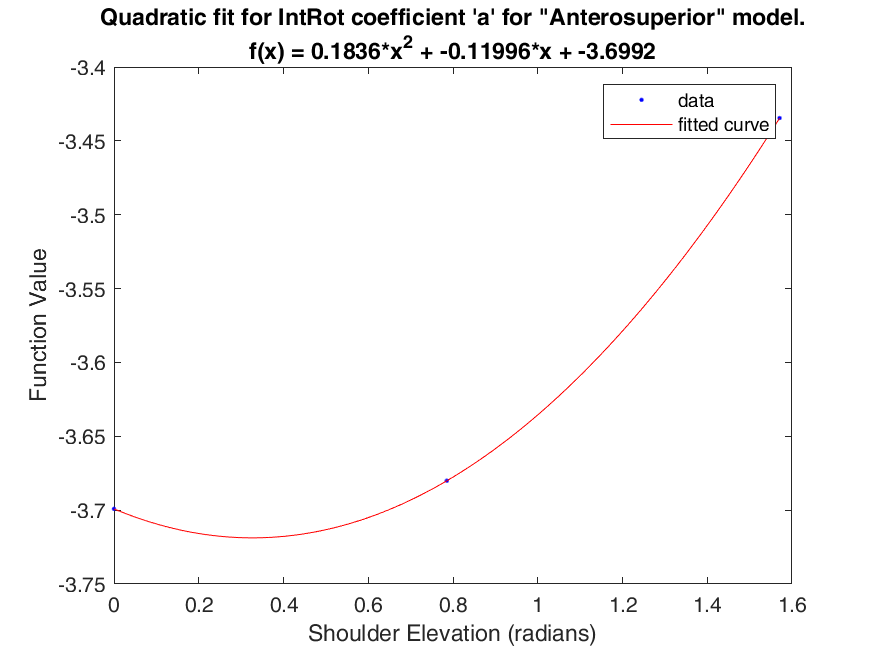 Quadratic fit for IntRot coefficient 'a' for "Anterosuperior" model.
f(x) = 0.1836*x² + -0.11996*x + -3.6992
data
fitted curve
-3.4
-3.45
-3.5
-3.55
-3.6
-3.65
-3.7
-3.75
Function Value
0 0.2 0.4 0.6 0.8 1 1.2 1.4 1.6
Shoulder Elevation (radians)